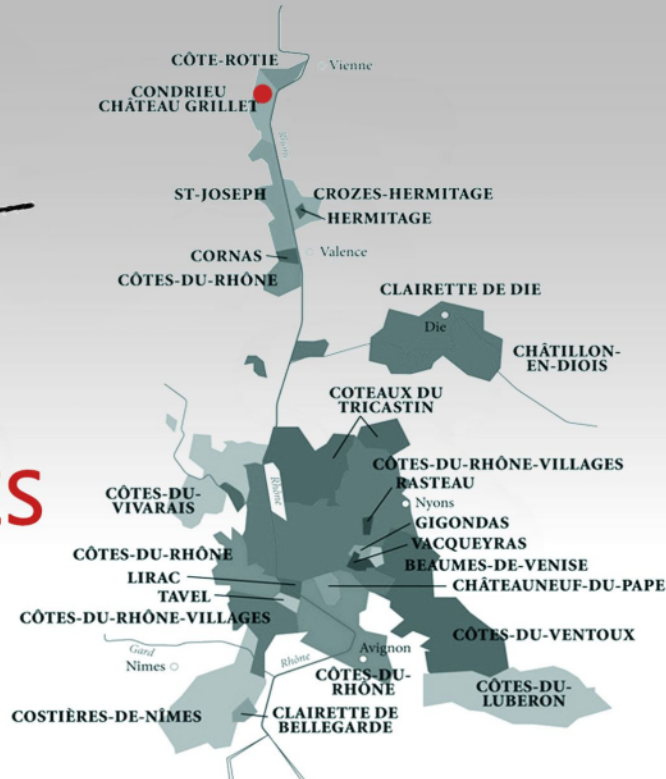 CÔTE-ROTIE
Vienne
CONDRIEU
CHÂTEAU GRILLET
Rhône
ST-JOSEPH
CROZES-HERMITAGE
HERMITAGE
CORNAS
Valence
CÔTES-DU-RHÔNE
CLAIRETTE DE DIE
Die
CHÂTILLON-
EN-DIOIS
COTEAUX DU
TRICASTIN
CÔTES-DU-RHÔNE-VILLAGES
RASTEAU
Rhône
CÔTES-DU-
VIVARAIS
Nyons
GIGONDAS
VACQUEYRAS
CÔTES-DU-RHÔNE
BEAUMES-DE-VENISE
LIRAC
CHÂTEAUNEUF-DU-PAPE
TAVEL
CÔTES-DU-RHÔNE-VILLAGES
CÔTES-DU-VENTOUX
Gard
Avignon
Nîmes
Rhône
CÔTES-DU-
RHÔNE
CÔTES-DU-
LUBERON
COSTIÈRES-DE-NÎMES
CLAIRETTE DE
BELLEGARDE